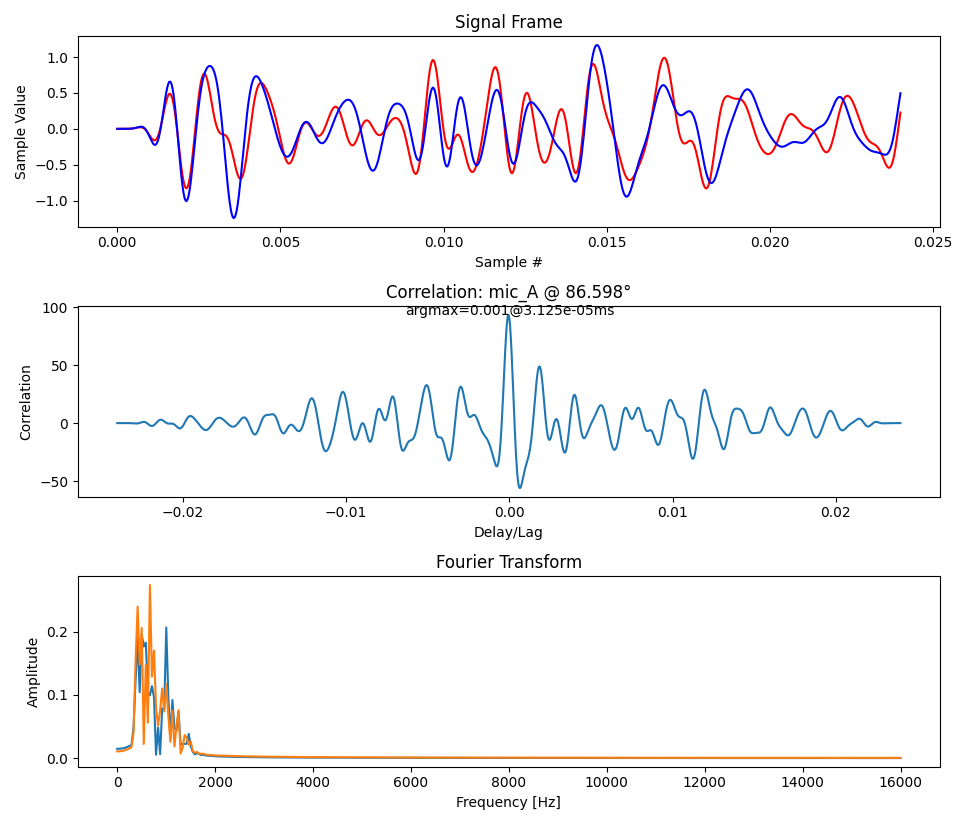 Signal Frame
1.0
0.5
0.0
−0.5
−1.0
Sample Value
0.000 0.005 0.010 0.015 0.020 0.025
Sample #
Correlation: mic_A @ 86.598°
argmax=0.001@3.125e-05ms
100
50
0
−50
Correlation
−0.02 −0.01 0.00 0.01 0.02
Delay/Lag
Fourier Transform
0.2
0.1
0.0
Amplitude
0 2000 4000 6000 8000 10000 12000 14000 16000
Frequency [Hz]